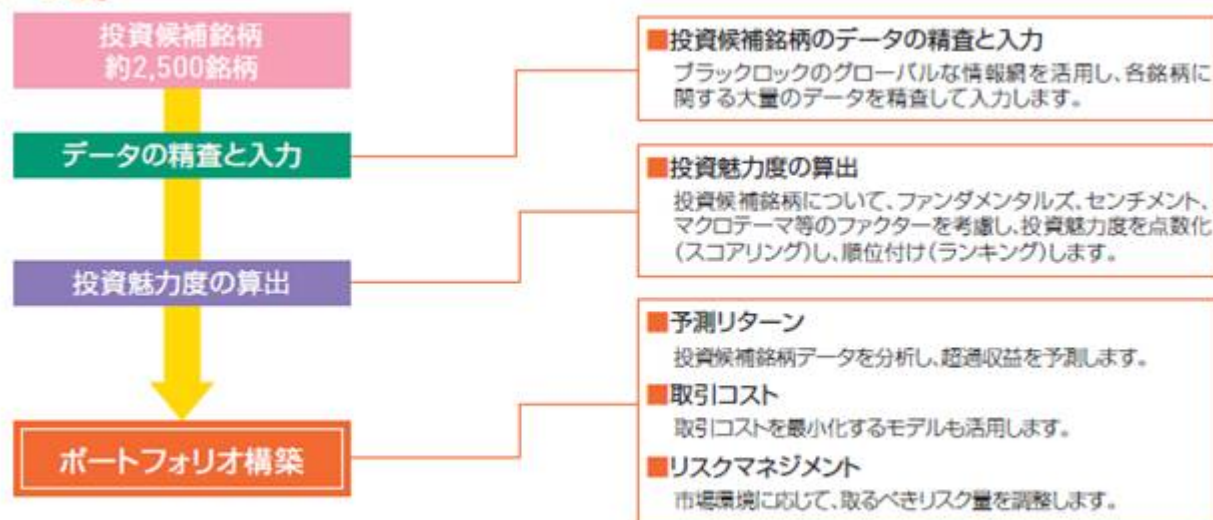 投資候補銘柄
約2,500銘柄
データの精査と入力
投資魅力度の算出
ポートフォリオ構築
■投資候補銘柄のデータの精査と入力
ブラックロックのグローバルな情報網を活用し、各銘柄に
関する大量のデータを精査して入力します。
■投資魅力度の算出
投資候補銘柄について、ファンダメンタルズ、センチメント、
マクロテーマ等のファクターを考慮し、投資魅力度を点数化
(スコアリング)し、順位付け(ランキング)します。
■予測リターン
投資候補銘柄データを分析し、超過収益を予測します。
■取引コスト
取引コストを最小化するモデルも活用します。
■リスクマネジメント
市場環境に応じて、取るべきリスク量を調整します。